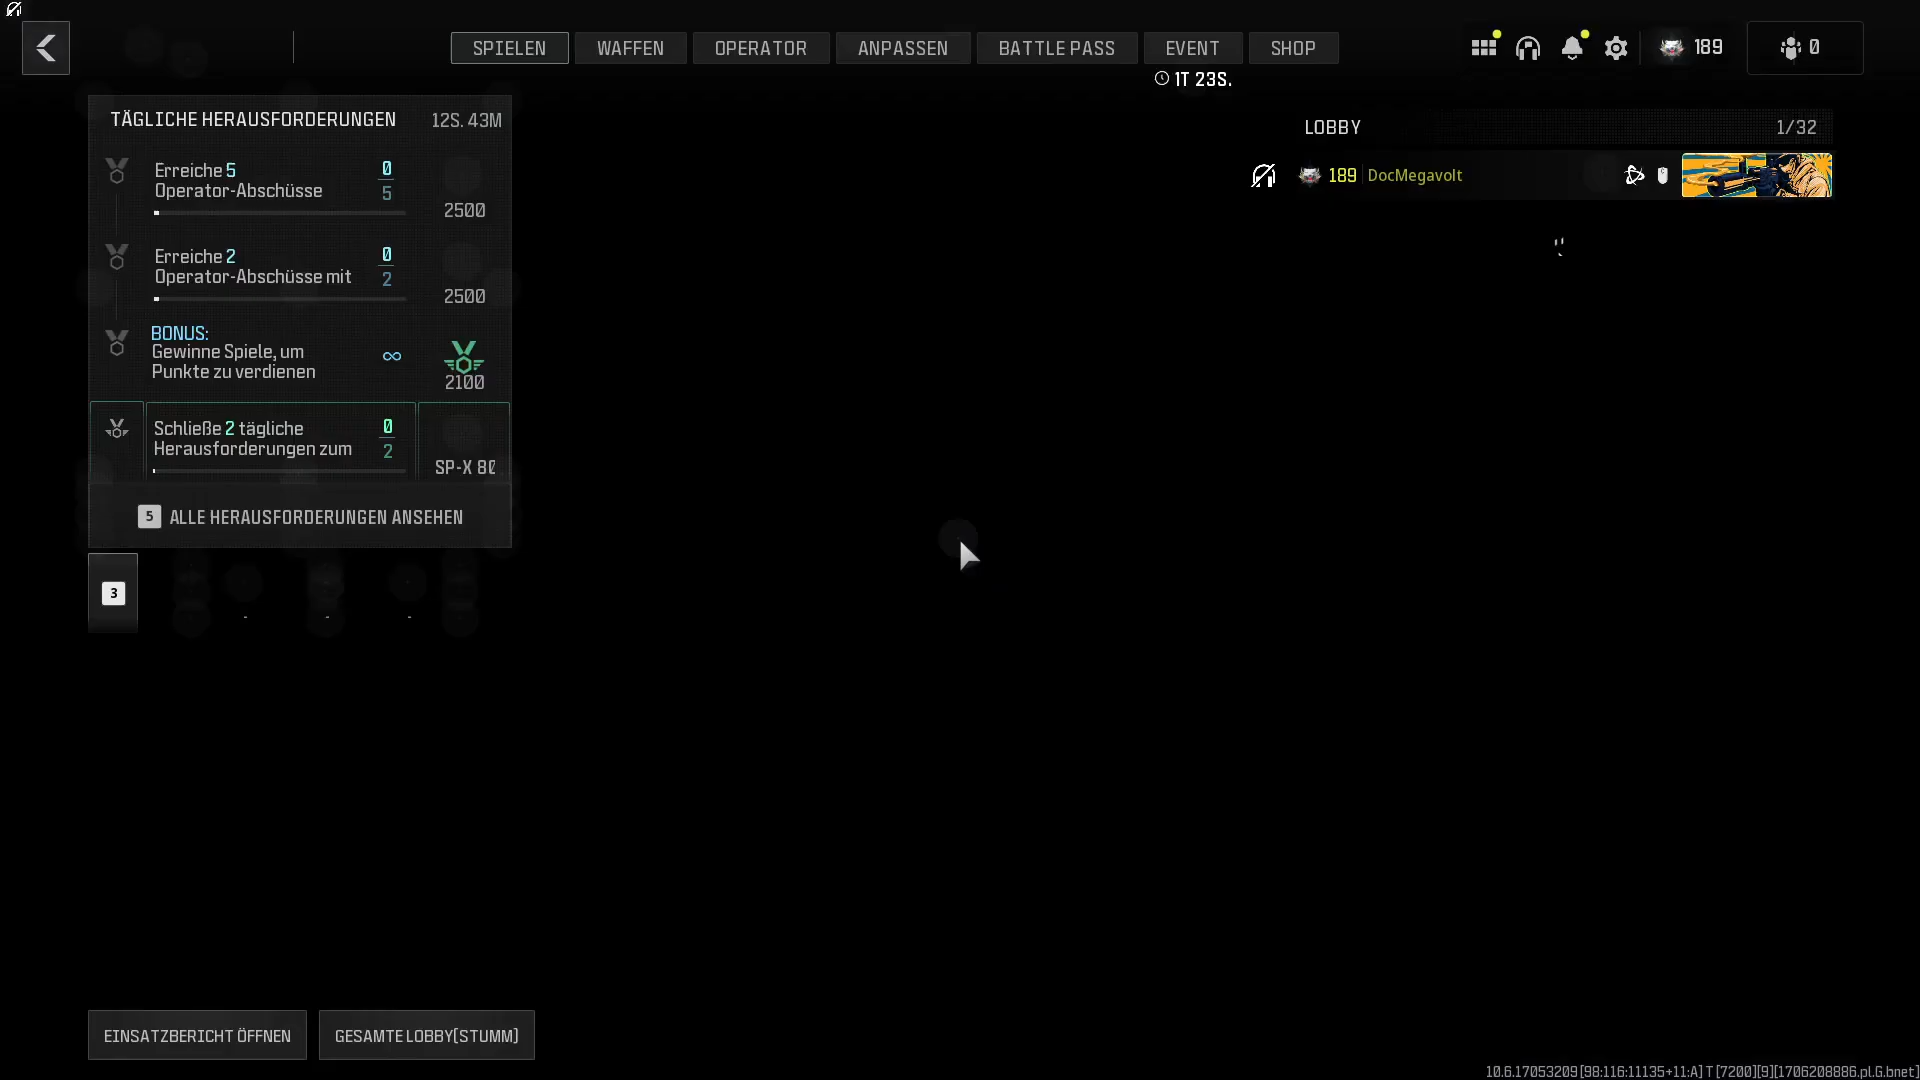 SPIELEN
WAFFEN
OPERATOR
ANPASSEN
BATTLE PASS
EVENT
SHOP
189
0
1T 23S.
TÄGLICHE HERAUSFORDERUNGEN
12S. 43M
Erreiche 5
Operator-Abschüsse
0
5
2500
Erreiche 2
Operator-Abschüsse mit
0
2
2500
BONUS:
Gewinne Spiele, um
Punkte zu verdienen
∞
2100
Schließe 2 tägliche
Herausforderungen zum
0
2
SP-X 80
5 ALLE HERAUSFORDERUNGEN ANSEHEN
3
- - -
LOBBY
1/32
189 DocMegavolt
EINSATZBERICHT ÖFFNEN
GESAMTE LOBBY(STUMM)
10.6.17053209[98:116:11135+11:A] T [7200][9][1706208886.pl.G.bnet]